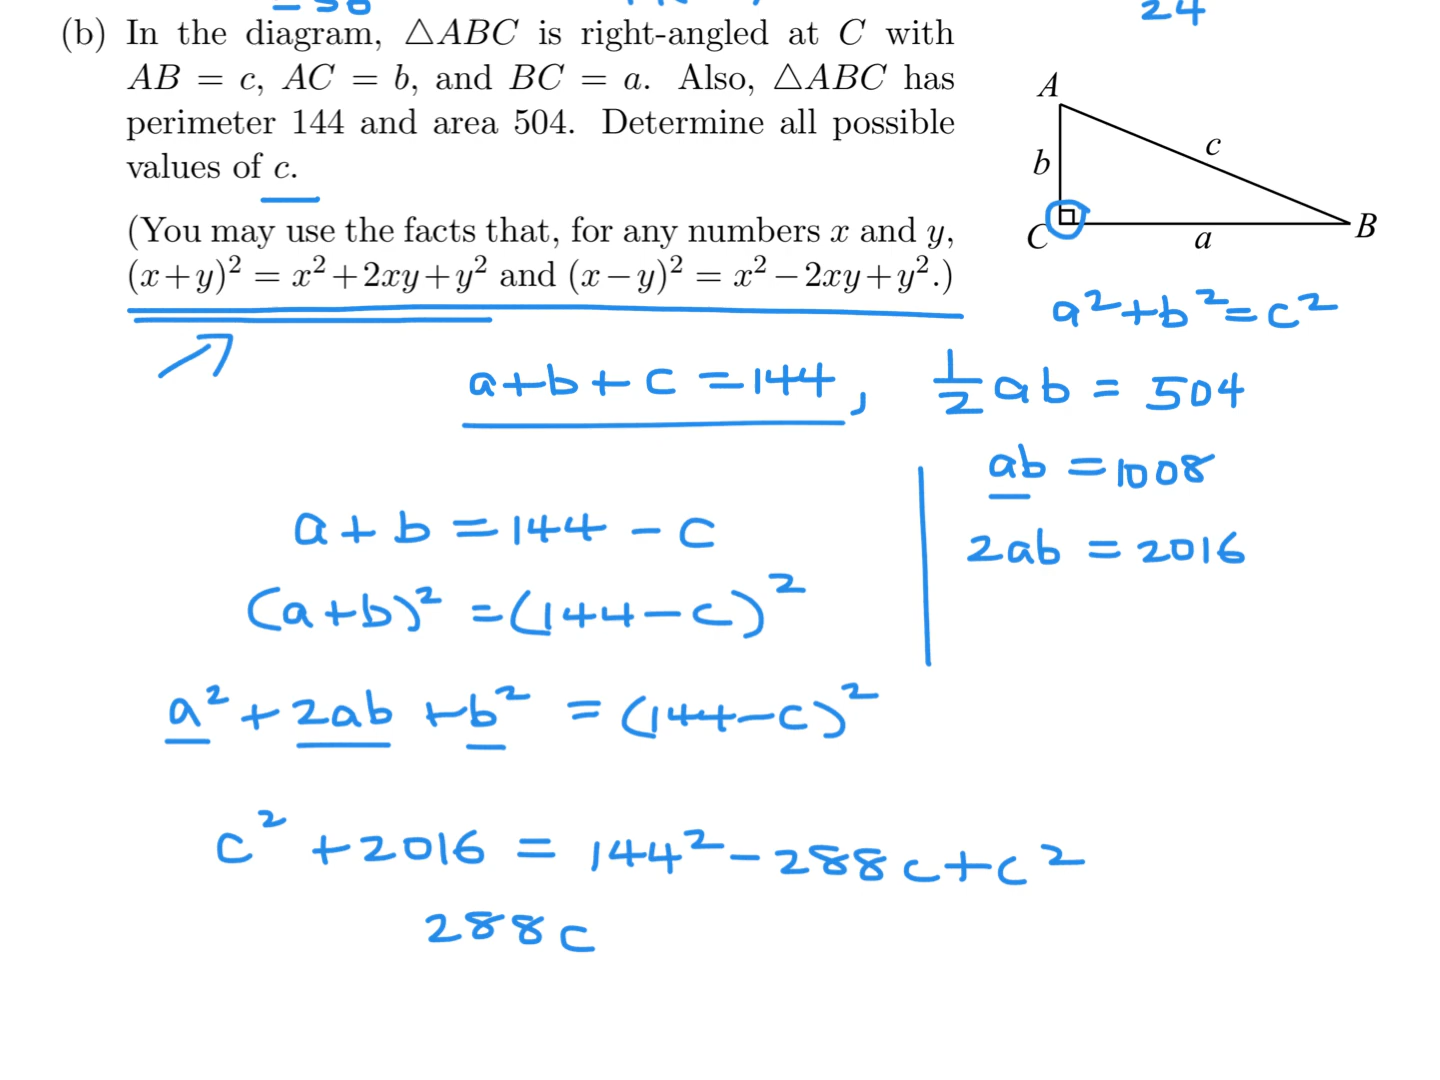 -50
24
(b) In the diagram, △ABC is right-angled at C with
AB = c, AC = b, and BC = a. Also, △ABC has
perimeter 144 and area 504. Determine all possible
values of c.
(You may use the facts that, for any numbers x and y,
(x+y)² = x²+2xy+y² and (x−y)² = x²−2xy+y².)
A
b
c
C
a
B
a²+b²=c²
a+b+c=144, ½ab = 504
ab =1008
a+b=144-c
2ab = 2016
(a+b)² =(144-c)²
a²+2ab+b² = (144-c)²
c²+2016 = 144²-288c+c²
288c